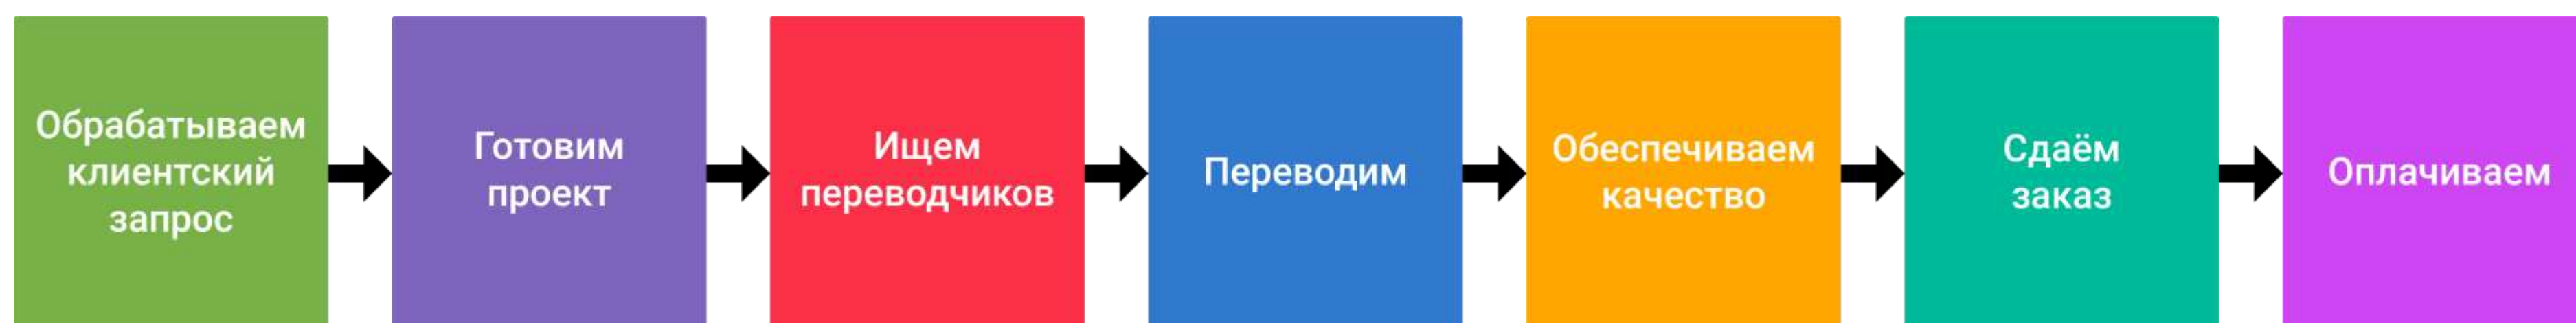 Обрабатываем
клиентский
запрос
Готовим
проект
Ищем
переводчиков
Переводим
Обеспечиваем
качество
Сдаём
заказ
Оплачиваем